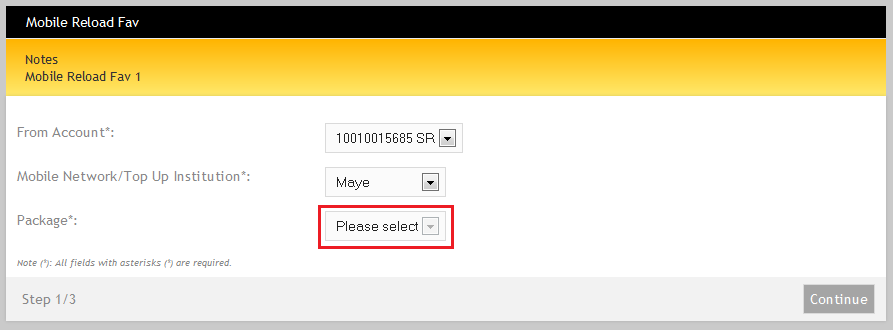 Mobile Reload Fav
Notes
Mobile Reload Fav 1
From Account*:
10010015685 SR
Mobile Network/Top Up Institution*:
Maye
Package*:
Please select
Note (*): All fields with asterisks (*) are required.
Step 1/3
Continue